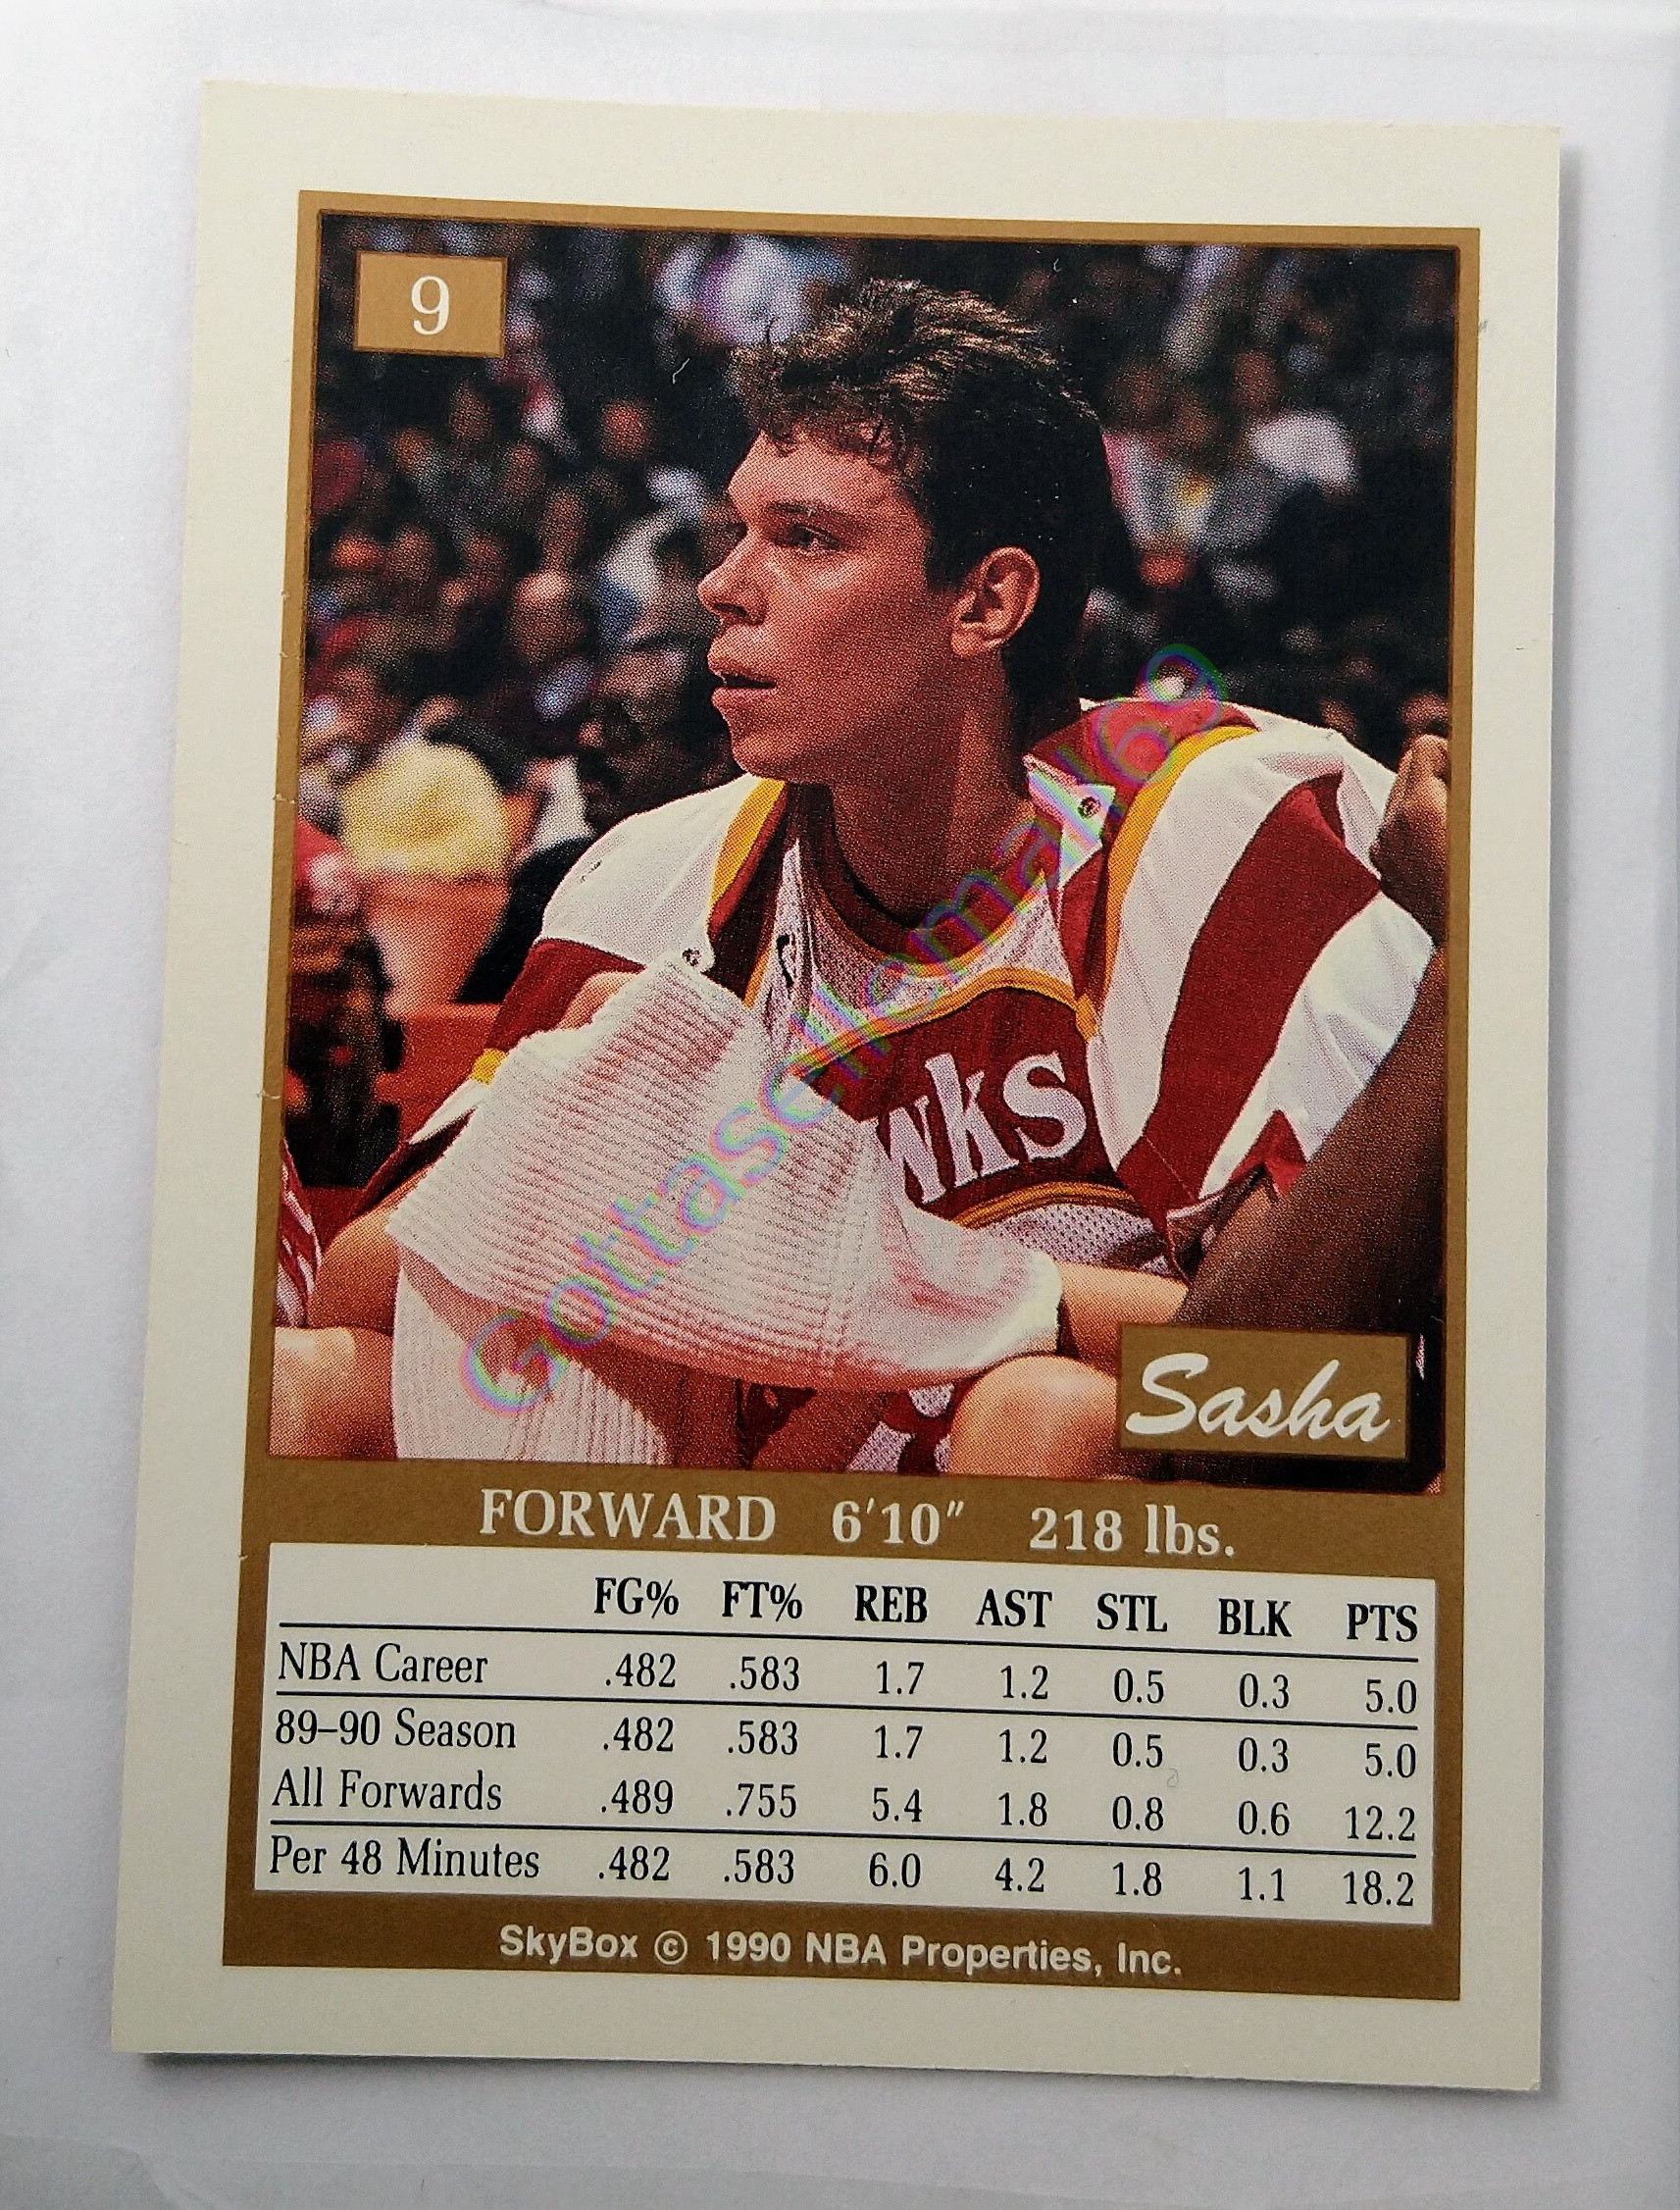 9
Gottasellemall69
wks
Sasha
FORWARD 6'10" 218 lbs.
FG% FT% REB AST STL BLK PTS
NBA Career .482 .583 1.7 1.2 0.5 0.3 5.0
89–90 Season .482 .583 1.7 1.2 0.5 0.3 5.0
All Forwards .489 .755 5.4 1.8 0.8 0.6 12.2
Per 48 Minutes .482 .583 6.0 4.2 1.8 1.1 18.2
SkyBox © 1990 NBA Properties, Inc.